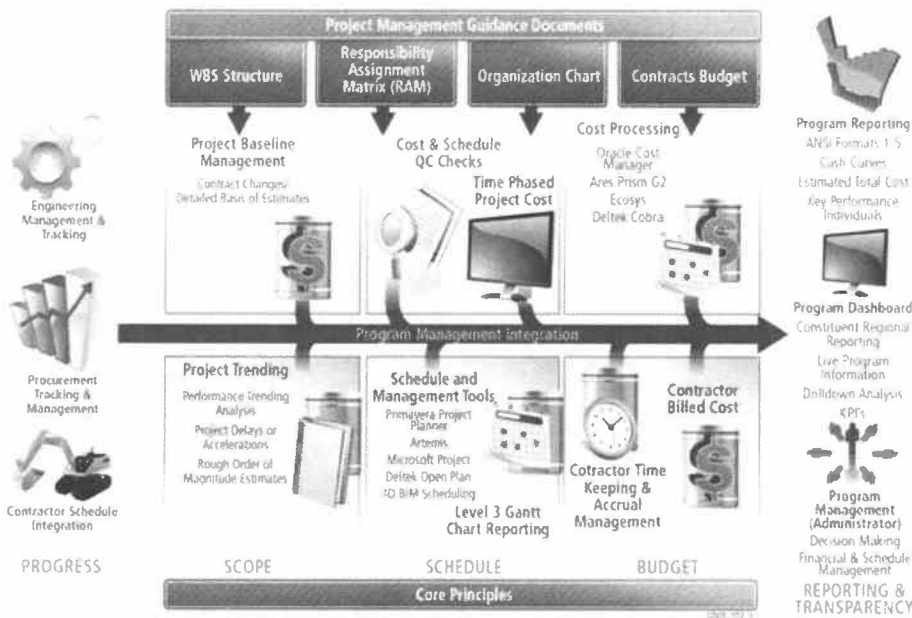 Project Management Guidance Documents
WBS Structure
Responsibility
Assignment
Matrix (RAM)
Organization Chart
Contracts Budget
Engineering
Management &
Tracking
Procurement
Tracking &
Management
Contractor Schedule
Integration
PROGRESS
Project Baseline
Management
Contract Changes/
Detailed Basis of Estimates
Cost & Schedule
QC Checks
Time Phased
Project Cost
Cost Processing
Oracle Cost
Manager
Ares Prism G2
Ecosys
Deltek Cobra
Program Management Integration
Project Trending
Performance Trending
Analysis
Project Delays or
Accelerations
Rough Order of
Magnitude Estimates
Schedule and
Management Tools
Primavera Project
Planner
Artemis
Microsoft Project
Deltek Open Plan
4D BIM Scheduling
Level 3 Gantt
Chart Reporting
Cotractor Time
Keeping &
Accrual
Management
Contractor
Billed Cost
SCOPE
SCHEDULE
BUDGET
Core Principles
Program Reporting
ANSI Formats 1-5
Cash Curves
Estimated Total Cost
Key Performance
Individuals
Program Dashboard
Constituent Regional
Reporting
Live Program
Information
Drilldown Analysis
KPI's
Program
Management
(Administrator)
Decision Making
Financial & Schedule
Management
REPORTING &
TRANSPARENCY